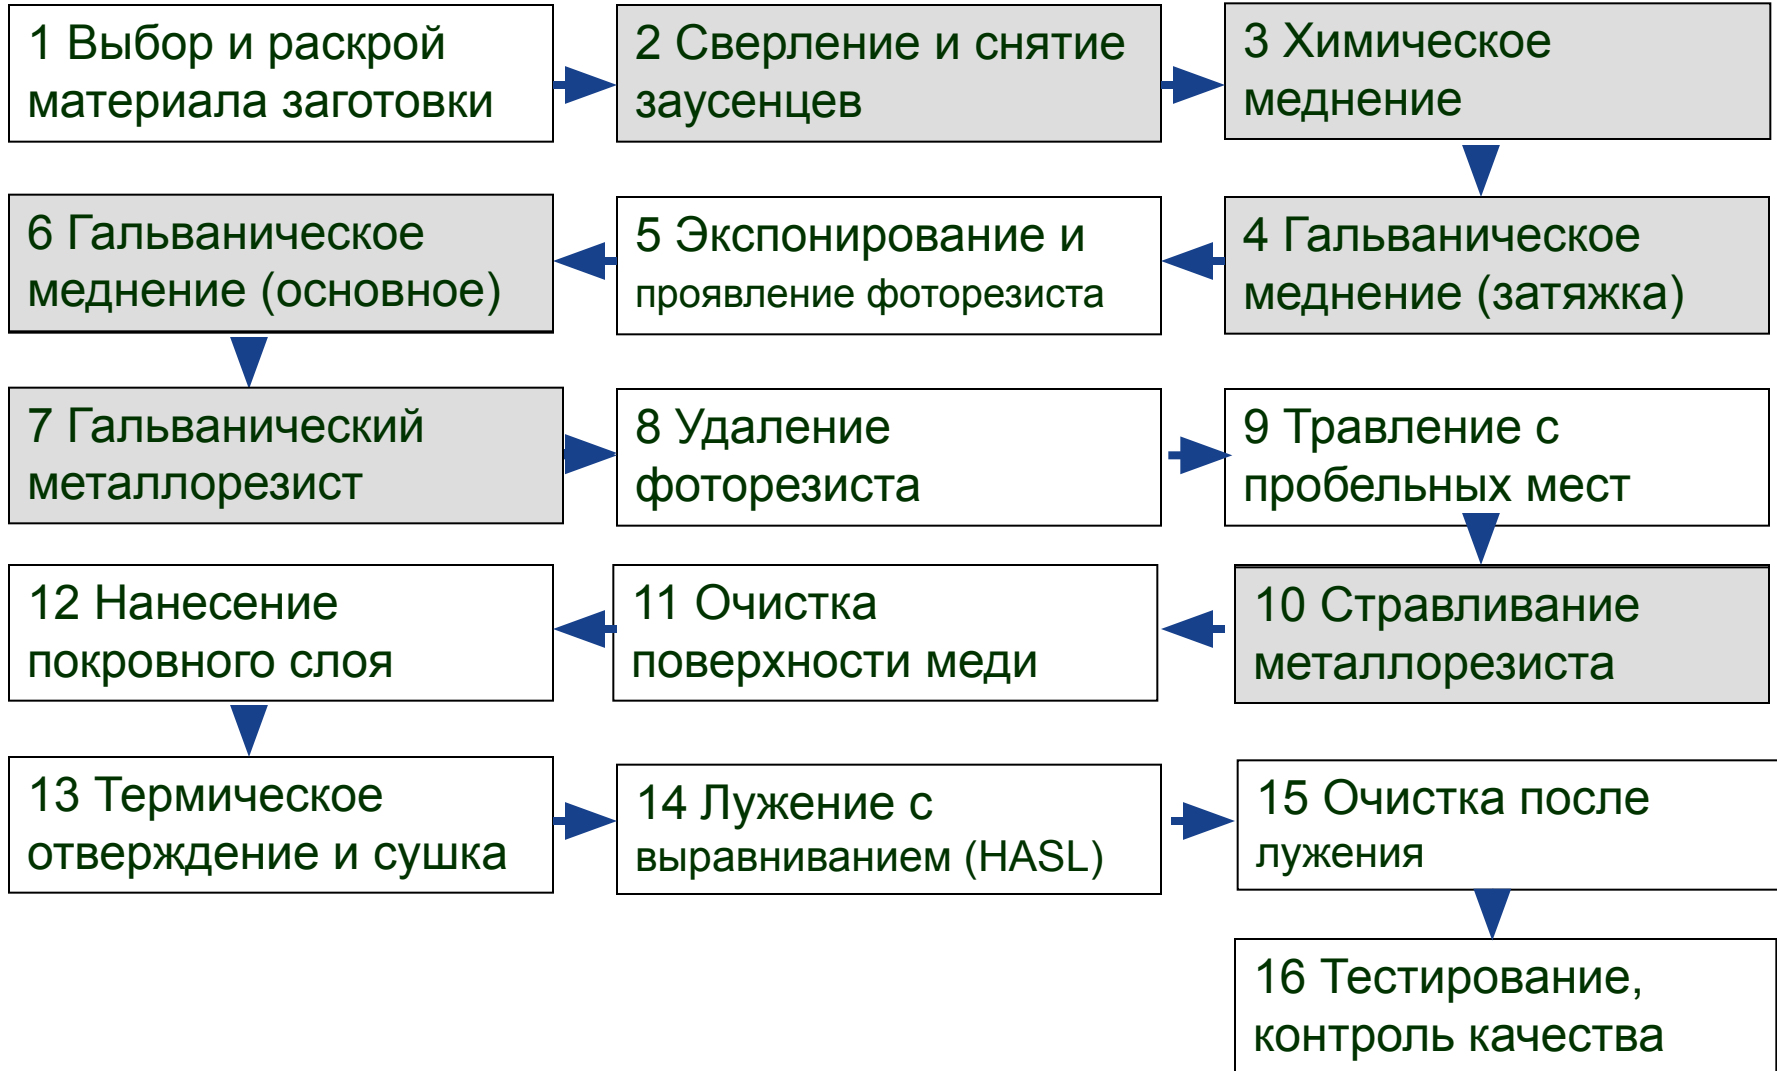 1 Выбор и раскрой
материала заготовки
2 Сверление и снятие
заусенцев
3 Химическое
меднение
4 Гальваническое
меднение (затяжка)
5 Экспонирование и
проявление фоторезиста
6 Гальваническое
меднение (основное)
7 Гальванический
металлорезист
8 Удаление
фоторезиста
9 Травление с
пробельных мест
10 Стравливание
металлорезиста
11 Очистка
поверхности меди
12 Нанесение
покровного слоя
13 Термическое
отверждение и сушка
14 Лужение с
выравниванием (HASL)
15 Очистка после
лужения
16 Тестирование,
контроль качества